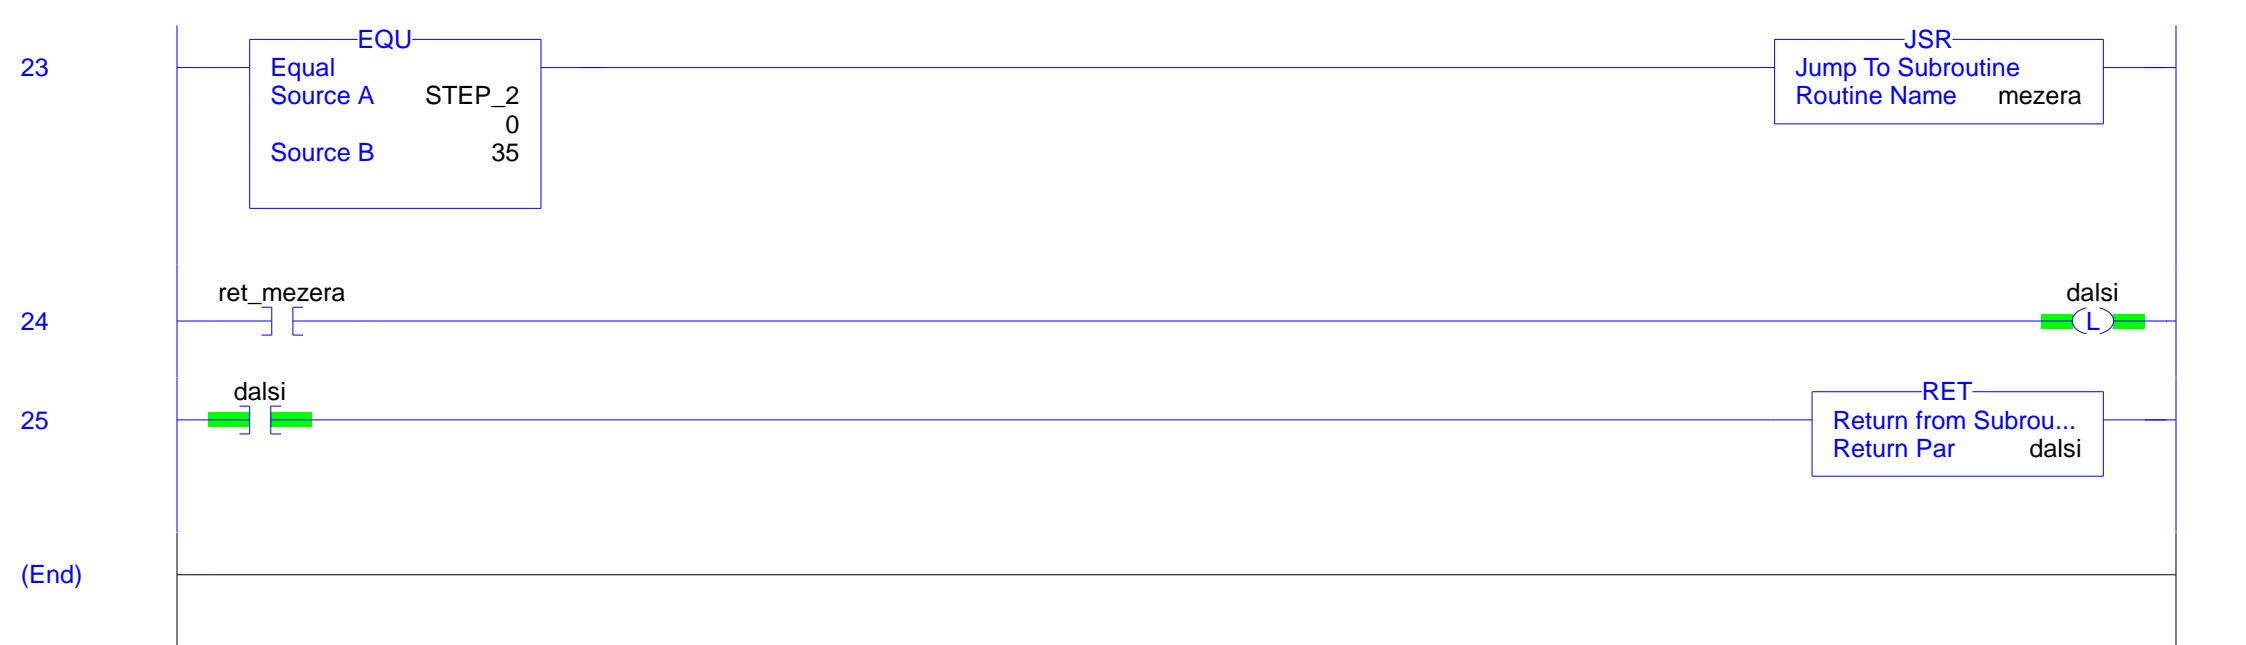 EQU
JSR
23
Equal
Jump To Subroutine
Source A STEP_2
Routine Name mezera
0
Source B 35
ret_mezera
dalsi
24
L
dalsi
RET
25
Return from Subrou...
Return Par dalsi
(End)